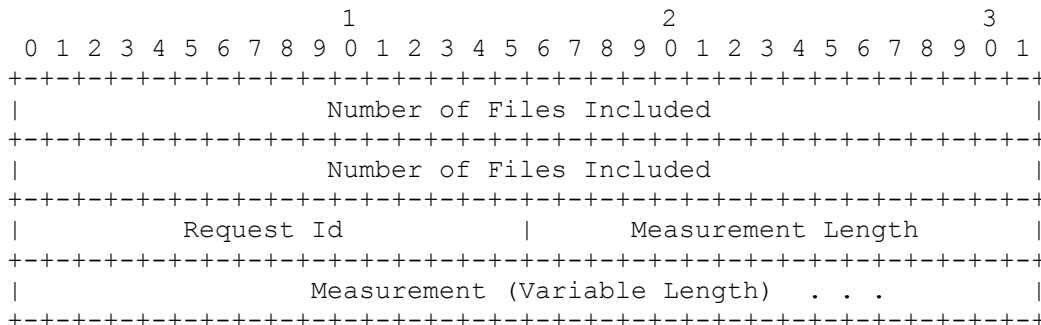 1                   2                   3
 0 1 2 3 4 5 6 7 8 9 0 1 2 3 4 5 6 7 8 9 0 1 2 3 4 5 6 7 8 9 0 1
+-+-+-+-+-+-+-+-+-+-+-+-+-+-+-+-+-+-+-+-+-+-+-+-+-+-+-+-+-+-+-+-+
|                   Number of Files Included                    |
+-+-+-+-+-+-+-+-+-+-+-+-+-+-+-+-+-+-+-+-+-+-+-+-+-+-+-+-+-+-+-+-+
|                   Number of Files Included                    |
+-+-+-+-+-+-+-+-+-+-+-+-+-+-+-+-+-+-+-+-+-+-+-+-+-+-+-+-+-+-+-+-+
|          Request Id           |      Measurement Length       |
+-+-+-+-+-+-+-+-+-+-+-+-+-+-+-+-+-+-+-+-+-+-+-+-+-+-+-+-+-+-+-+-+
|                  Measurement (Variable Length)  . . .         |
+-+-+-+-+-+-+-+-+-+-+-+-+-+-+-+-+-+-+-+-+-+-+-+-+-+-+-+-+-+-+-+-+